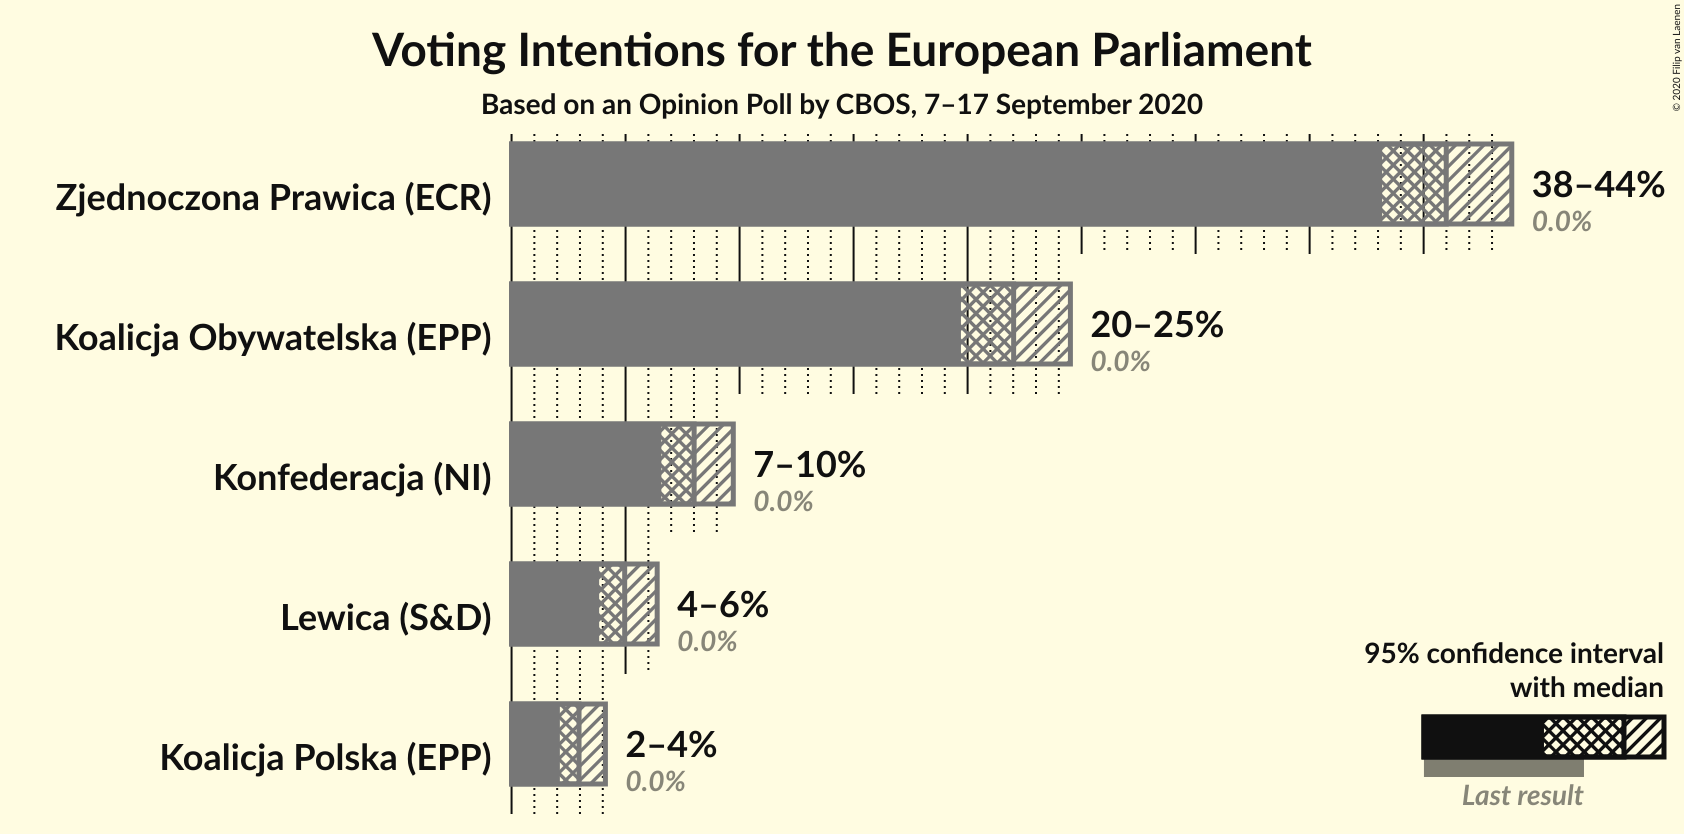 Voting Intentions for the European Parliament
Based on an Opinion Poll by CBOS, 7–17 September 2020
© 2020 Filip van Laenen
Zjednoczona Prawica (ECR)
38–44%
0.0%
Koalicja Obywatelska (EPP)
20–25%
0.0%
Konfederacja (NI)
7–10%
0.0%
Lewica (S&D)
4–6%
0.0%
Koalicja Polska (EPP)
2–4%
0.0%
95% confidence interval
with median
Last result